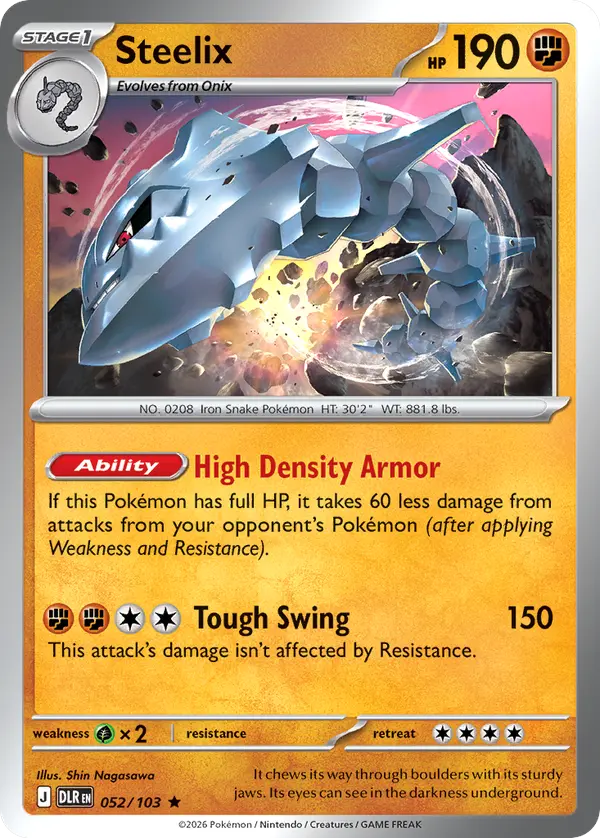 STAGE1
Steelix
HP 190
Evolves from Onix
NO. 0208 Iron Snake Pokémon HT: 30'2" WT: 881.8 lbs.
Ability High Density Armor
If this Pokémon has full HP, it takes 60 less damage from
attacks from your opponent's Pokémon (after applying
Weakness and Resistance).
Tough Swing 150
This attack's damage isn't affected by Resistance.
weakness ×2 resistance retreat
Illus. Shin Nagasawa
It chews its way through boulders with its sturdy
jaws. Its eyes can see in the darkness underground.
J DLR EN 052/103 ★
©2026 Pokémon / Nintendo / Creatures / GAME FREAK